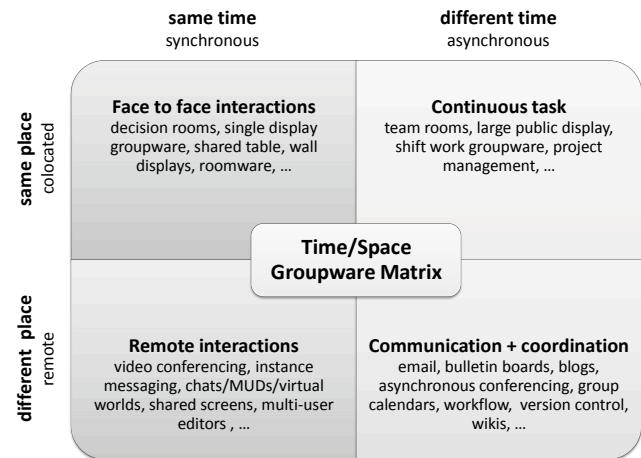 same time
synchronous
different time
asynchronous
same place
colocated
Face to face interactions
decision rooms, single display
groupware, shared table, wall
displays, roomware, ...
Continuous task
team rooms, large public display,
shift work groupware, project
management, ...
Time/Space
Groupware Matrix
different place
remote
Remote interactions
video conferencing, instance
messaging, chats/MUDs/virtual
worlds, shared screens, multi-user
editors , ...
Communication + coordination
email, bulletin boards, blogs,
asynchronous conferencing, group
calendars, workflow, version control,
wikis, ...